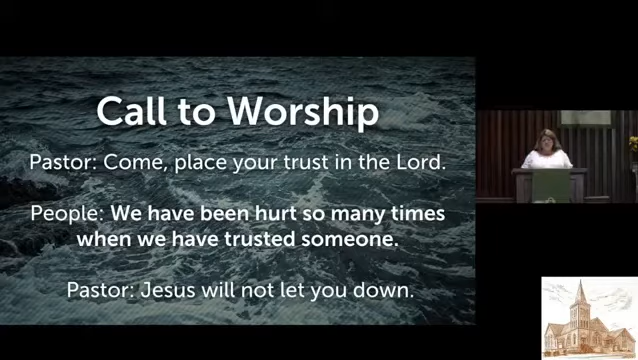 Call to Worship
Pastor: Come, place your trust in the Lord.
People: We have been hurt so many times
when we have trusted someone.
Pastor: Jesus will not let you down.